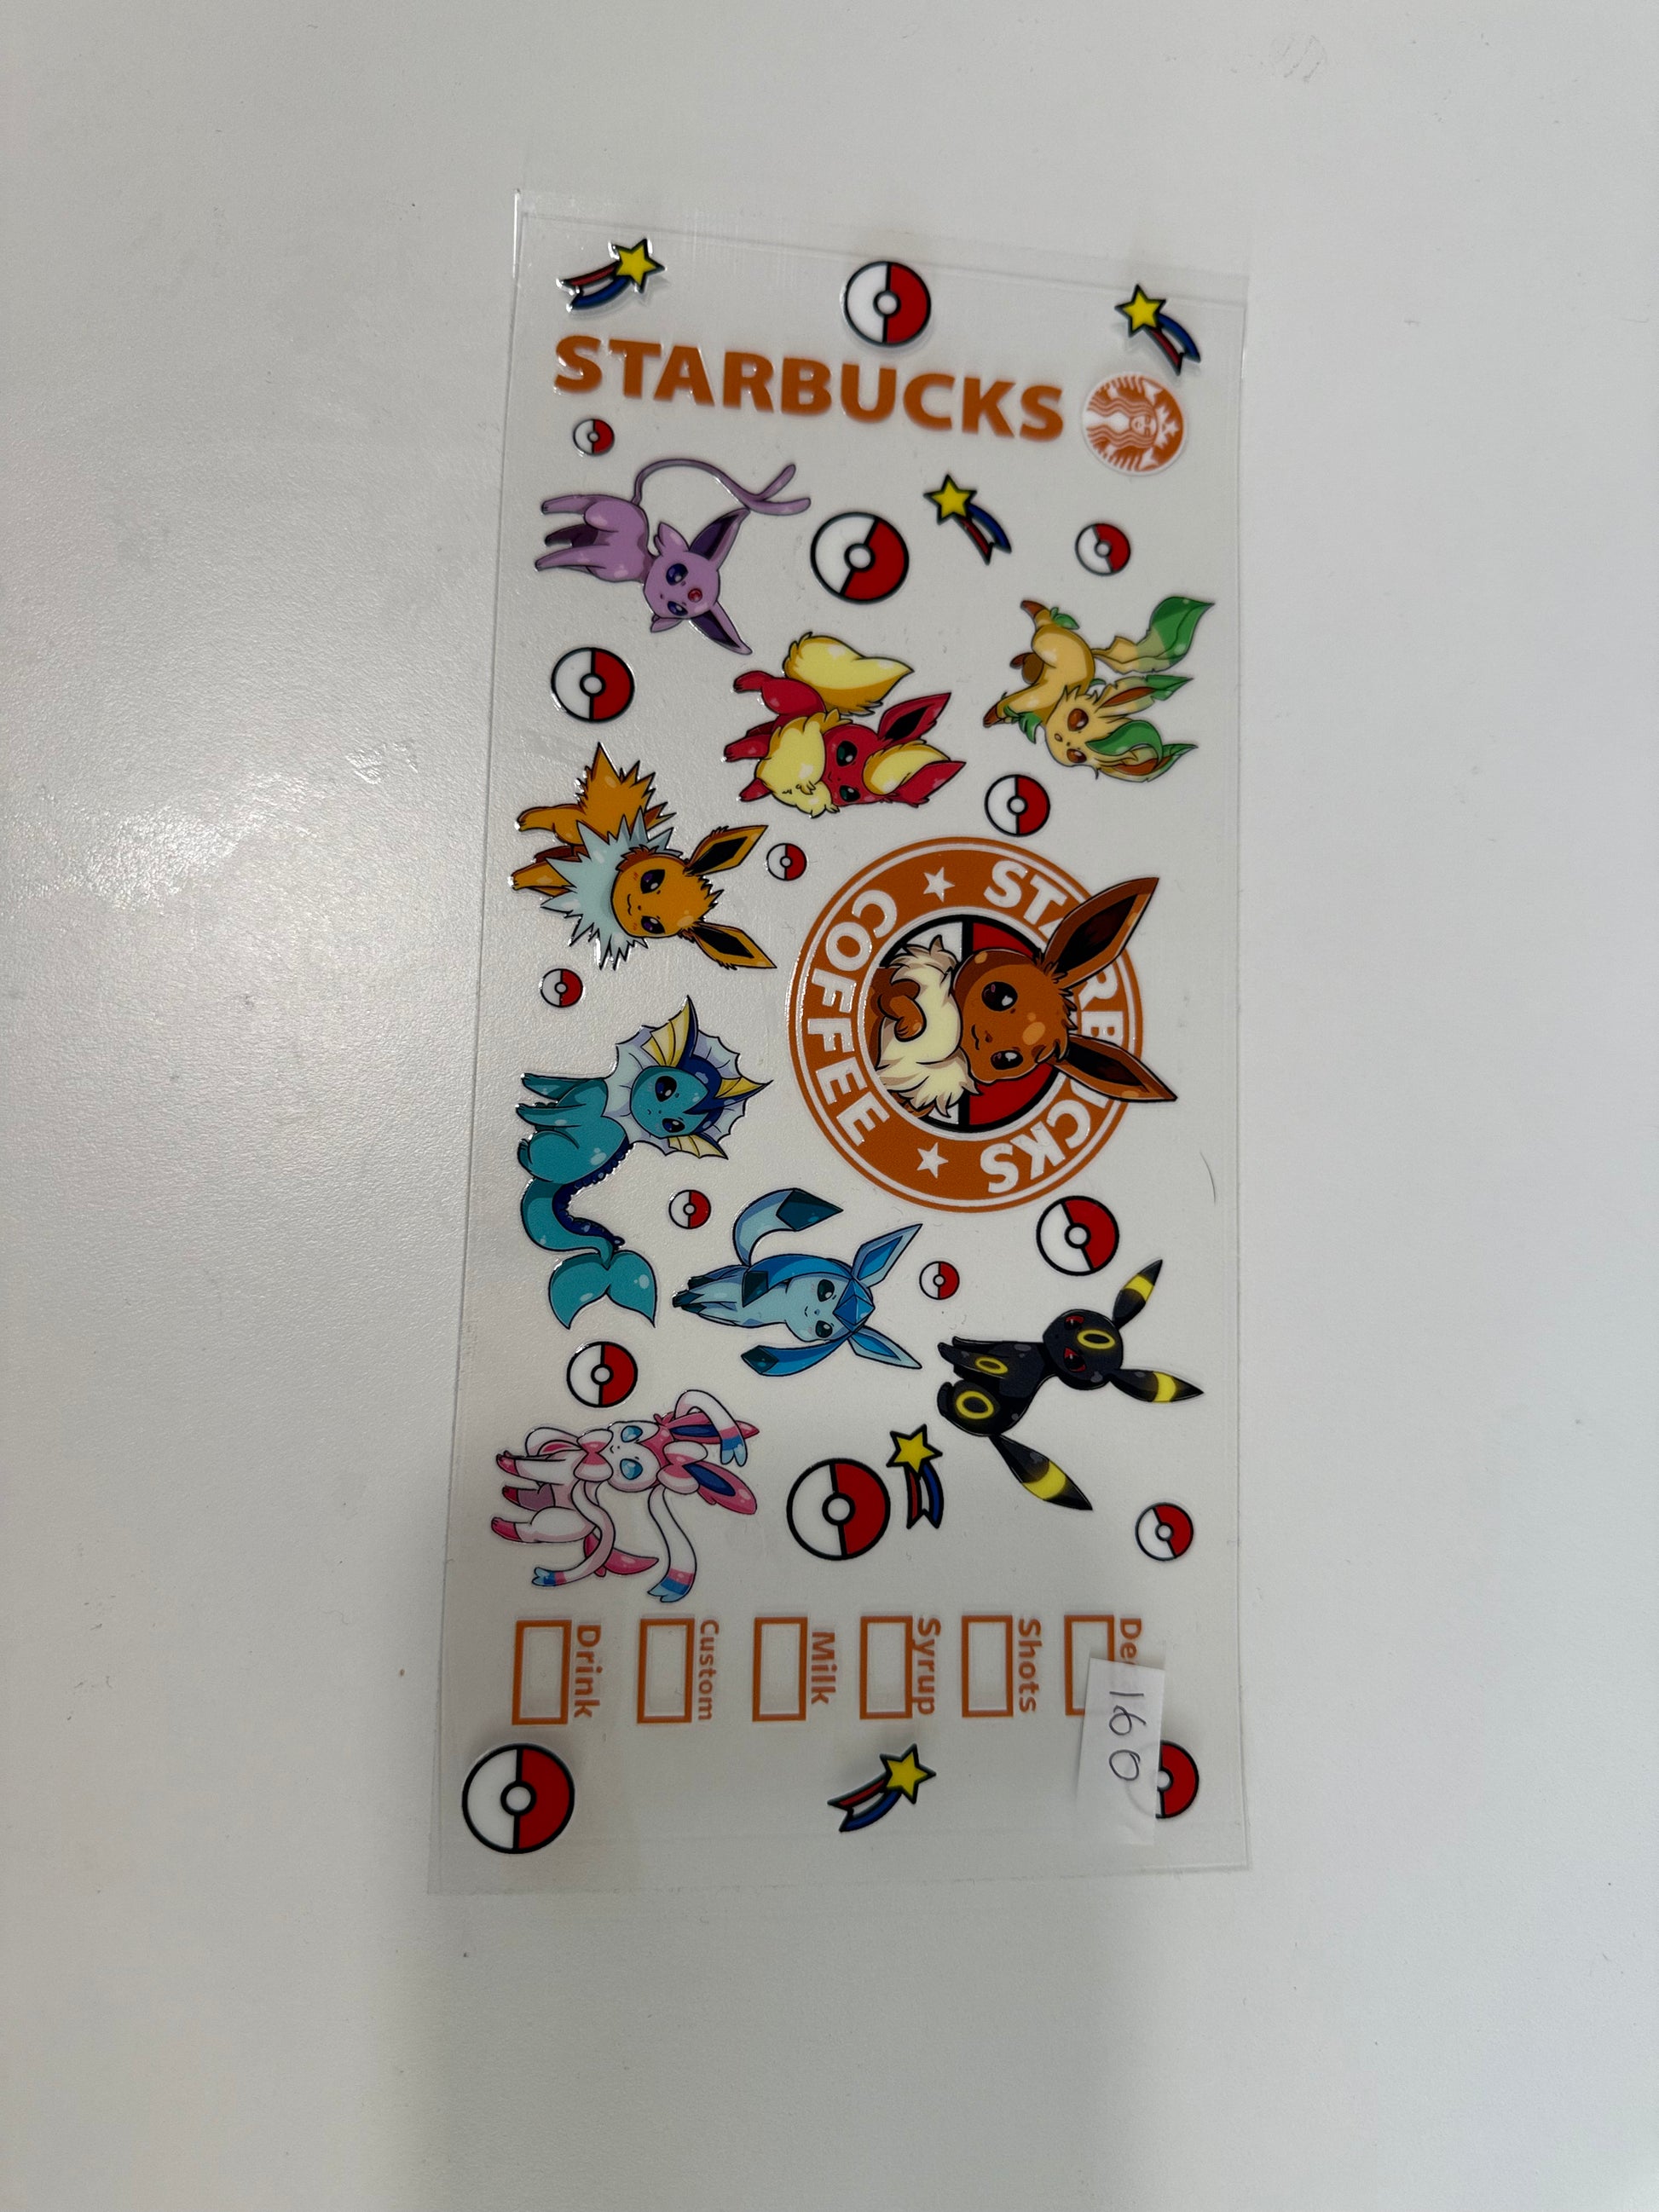 STARBUCKS
STARBUCKS
COFFEE
Shots
Syrup
Milk
Custom
Drink
160